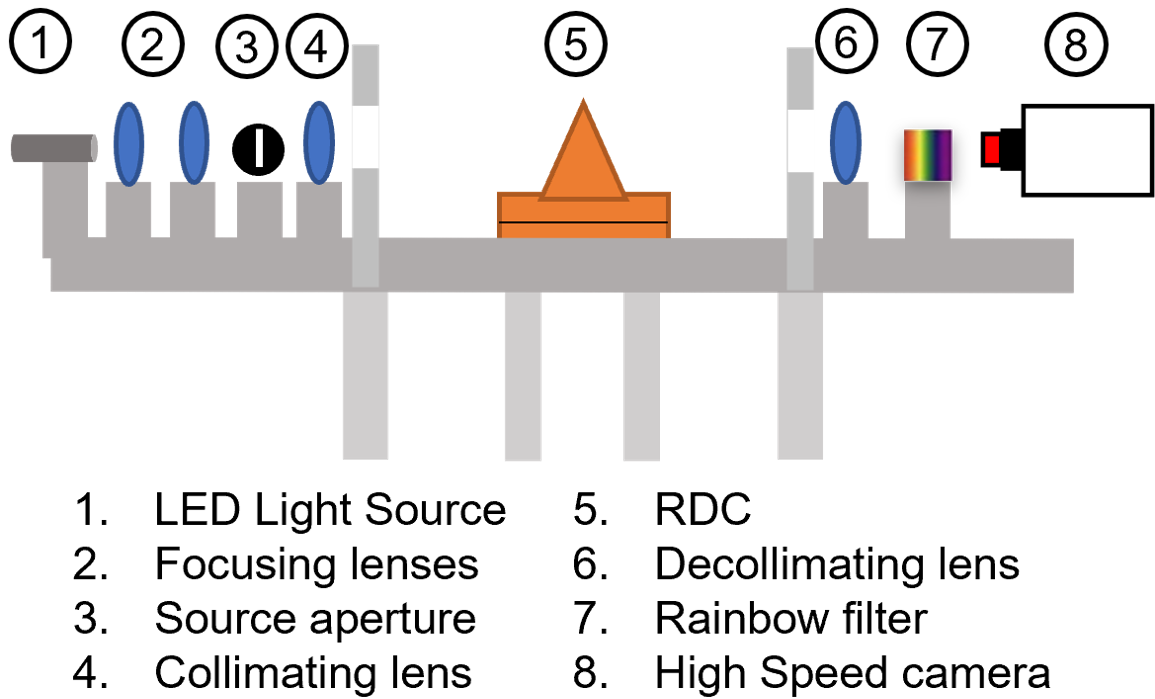 1 2 3 4 5 6 7 8
1. LED Light Source
2. Focusing lenses
3. Source aperture
4. Collimating lens
5. RDC
6. Decollimating lens
7. Rainbow filter
8. High Speed camera